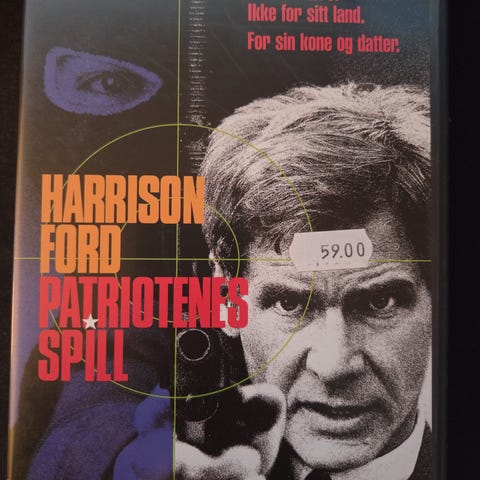 Ikke for sitt land.
For sin kone og datter.
HARRISON
FORD
PATRIOTENES
SPILL
59.00